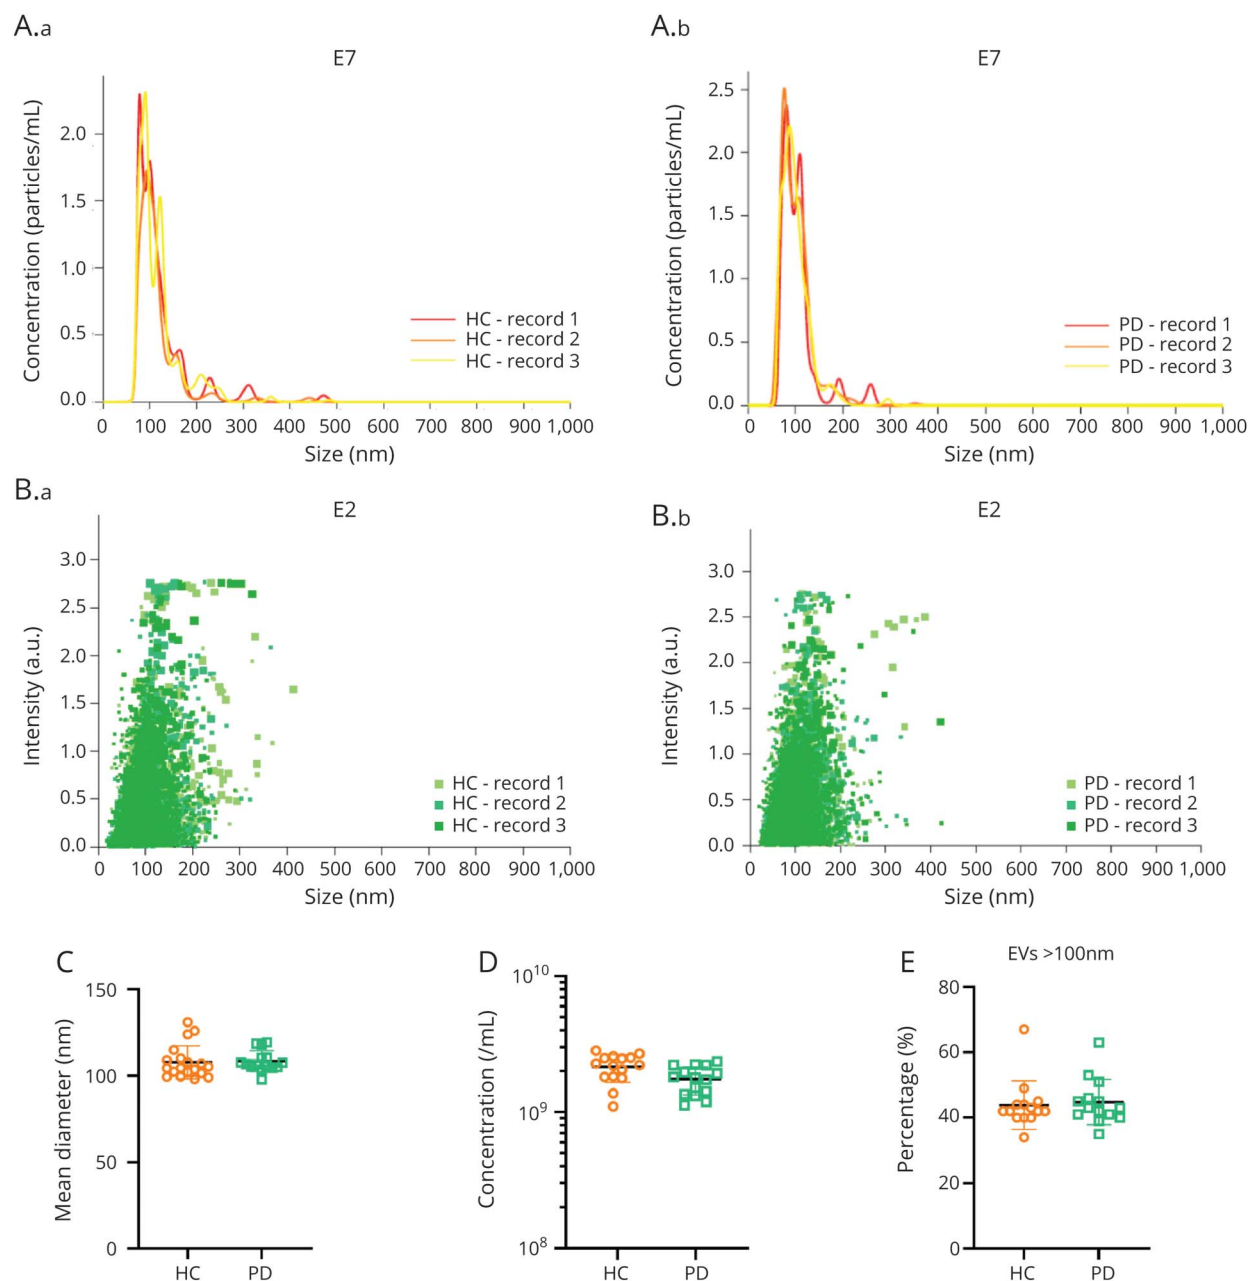 A.a
E7
Concentration (particles/mL)
2.0
1.5
1.0
0.5
0.0
HC - record 1
HC - record 2
HC - record 3
0 100 200 300 400 500 600 700 800 900 1,000
Size (nm)
A.b
E7
Concentration (particles/mL)
2.5
2.0
1.5
1.0
0.5
0.0
PD - record 1
PD - record 2
PD - record 3
0 100 200 300 400 500 600 700 800 900 1,000
Size (nm)
B.a
E2
Intensity (a.u.)
3.0
2.5
2.0
1.5
1.0
0.5
0.0
HC - record 1
HC - record 2
HC - record 3
0 100 200 300 400 500 600 700 800 900 1,000
Size (nm)
B.b
E2
Intensity (a.u.)
3.0
2.5
2.0
1.5
1.0
0.5
0.0
PD - record 1
PD - record 2
PD - record 3
0 100 200 300 400 500 600 700 800 900 1,000
Size (nm)
C
Mean diameter (nm)
150
100
50
0
HC PD
D
Concentration (/mL)
10¹⁰
10⁹
10⁸
HC PD
E
EVs >100nm
Percentage (%)
80
60
40
20
0
HC PD